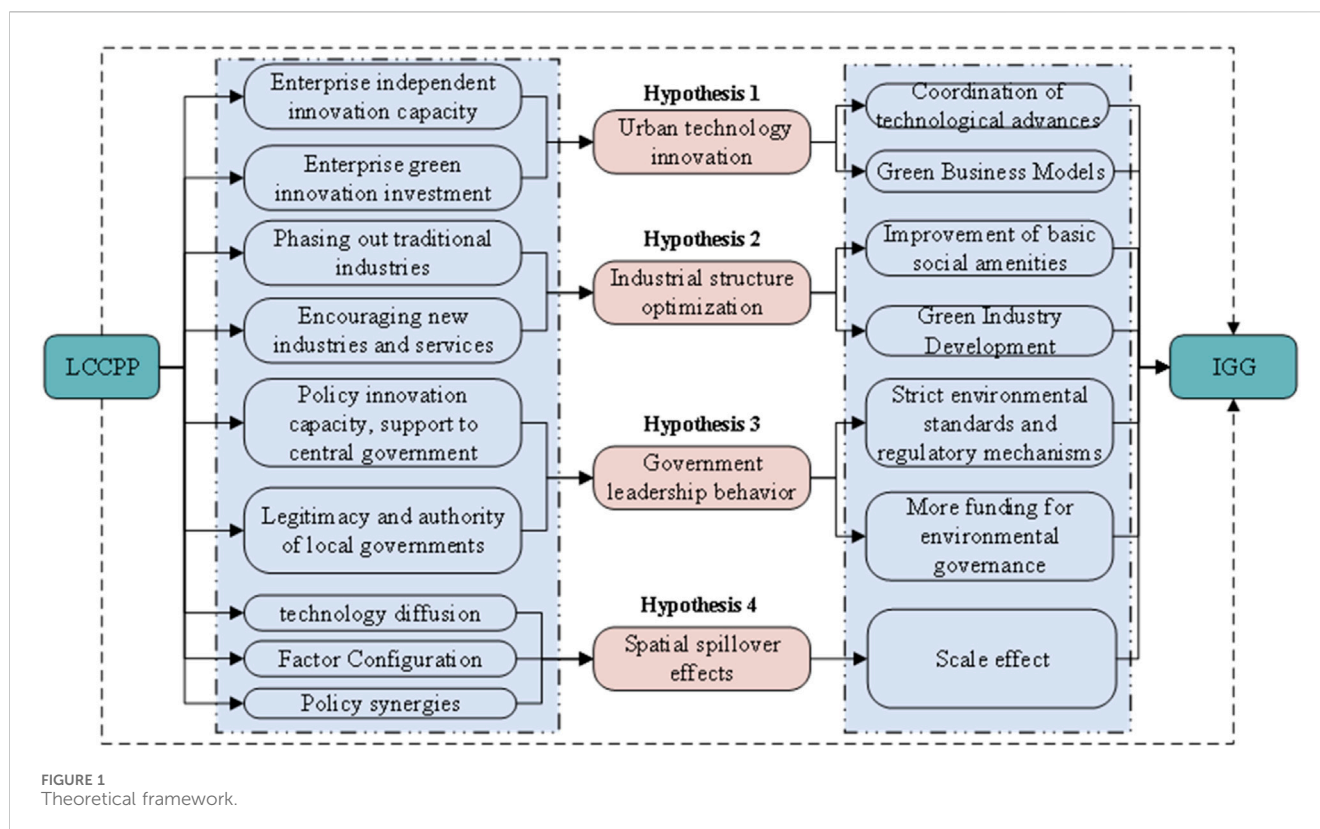 LCCPP
Enterprise independent
innovation capacity
Enterprise green
innovation investment
Phasing out traditional
industries
Encouraging new
industries and services
Policy innovation
capacity, support to
central government
Legitimacy and authority
of local governments
technology diffusion
Factor Configuration
Policy synergies
Hypothesis 1
Urban technology
innovation
Hypothesis 2
Industrial structure
optimization
Hypothesis 3
Government
leadership behavior
Hypothesis 4
Spatial spillover
effects
Coordination of
technological advances
Green Business Models
Improvement of basic
social amenities
Green Industry
Development
Strict environmental
standards and
regulatory mechanisms
More funding for
environmental
governance
Scale effect
IGG
FIGURE 1
Theoretical framework.